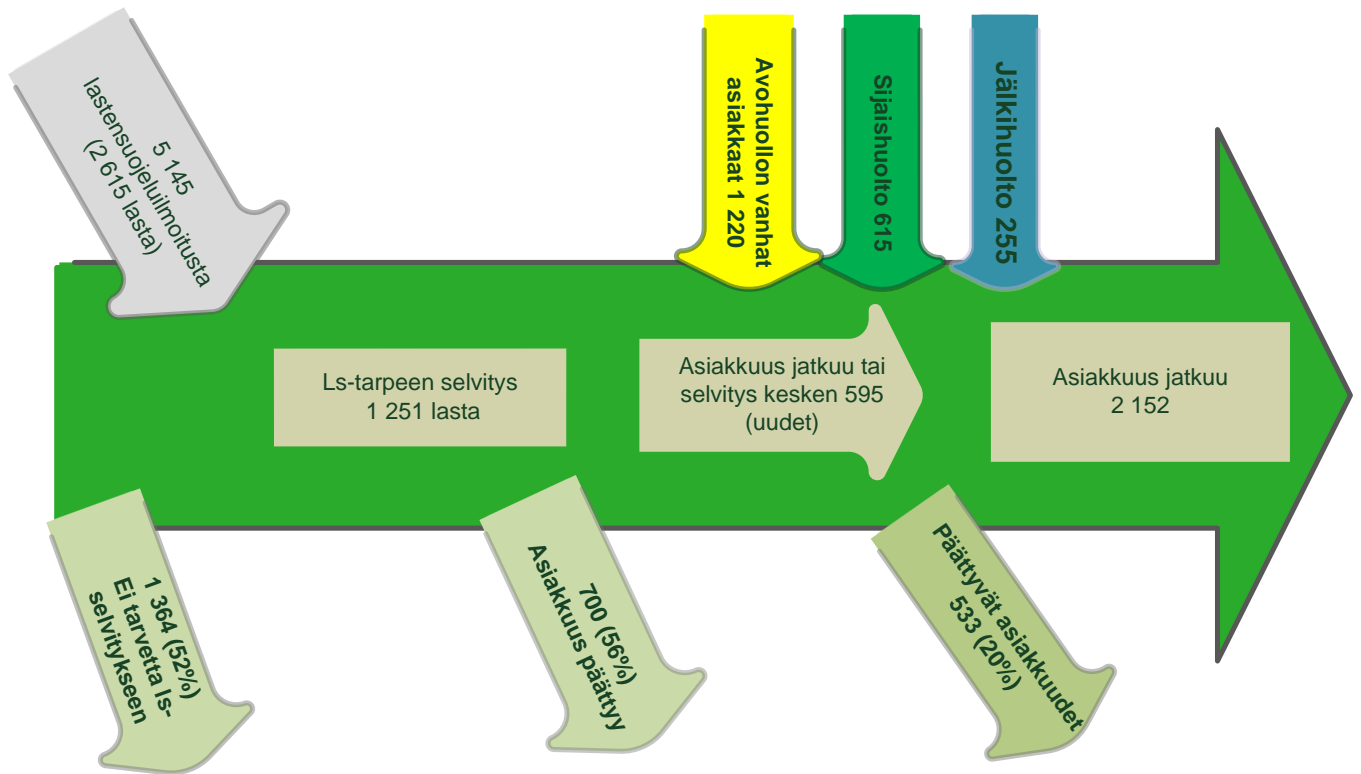 5 145
lastensuojeluilmoitusta
(2 615 lasta)
Avohuollon vanhat
asiakkaat 1 220
Sijaishuolto 615
Jälkihuolto 255
Ls-tarpeen selvitys
1 251 lasta
Asiakkuus jatkuu tai
selvitys kesken 595
(uudet)
Asiakkuus jatkuu
2 152
1 364 (52%)
Ei tarvetta ls-
selvitykseen
700 (56%)
Asiakkuus päättyy
Päättyvät asiakkuudet
533 (20%)